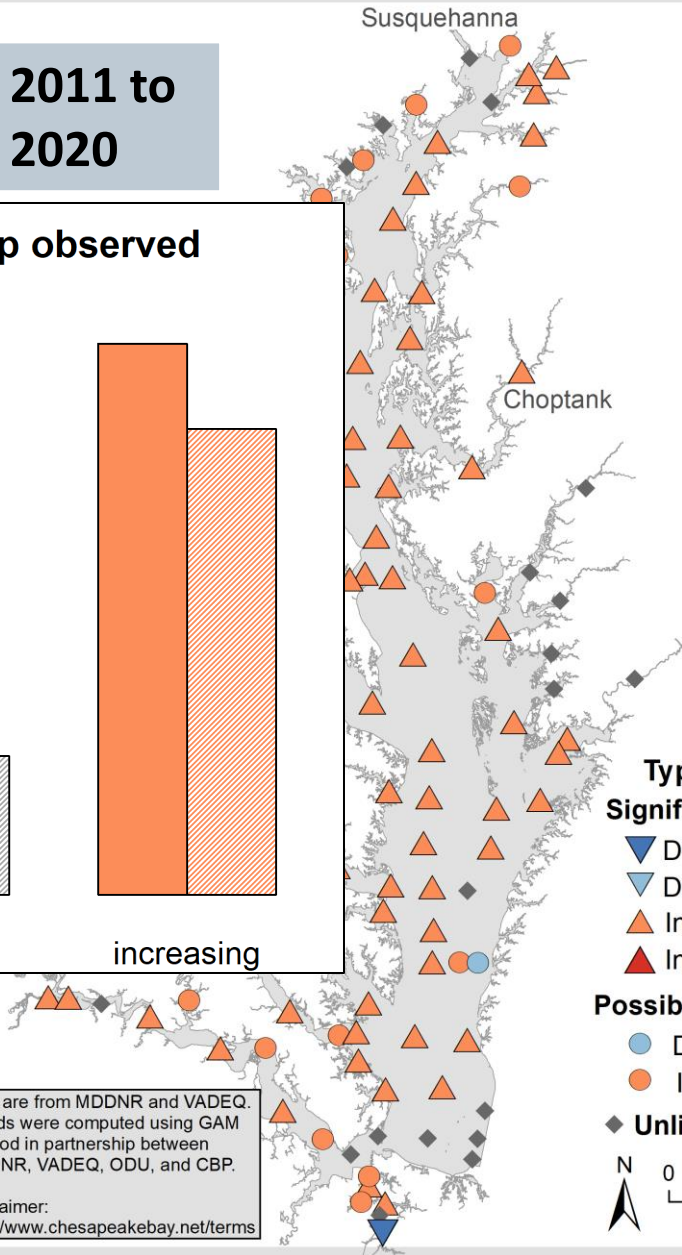 Susquehanna
2011 to
2020
p observed
Choptank
increasing
Typ
Signif
D
D
In
In
Possib
D
I
Unli
N
0
are from MDDNR and VADEQ.
ds were computed using GAM
od in partnership between
NR, VADEQ, ODU, and CBP.
aimer:
/www.chesapeakebay.net/terms